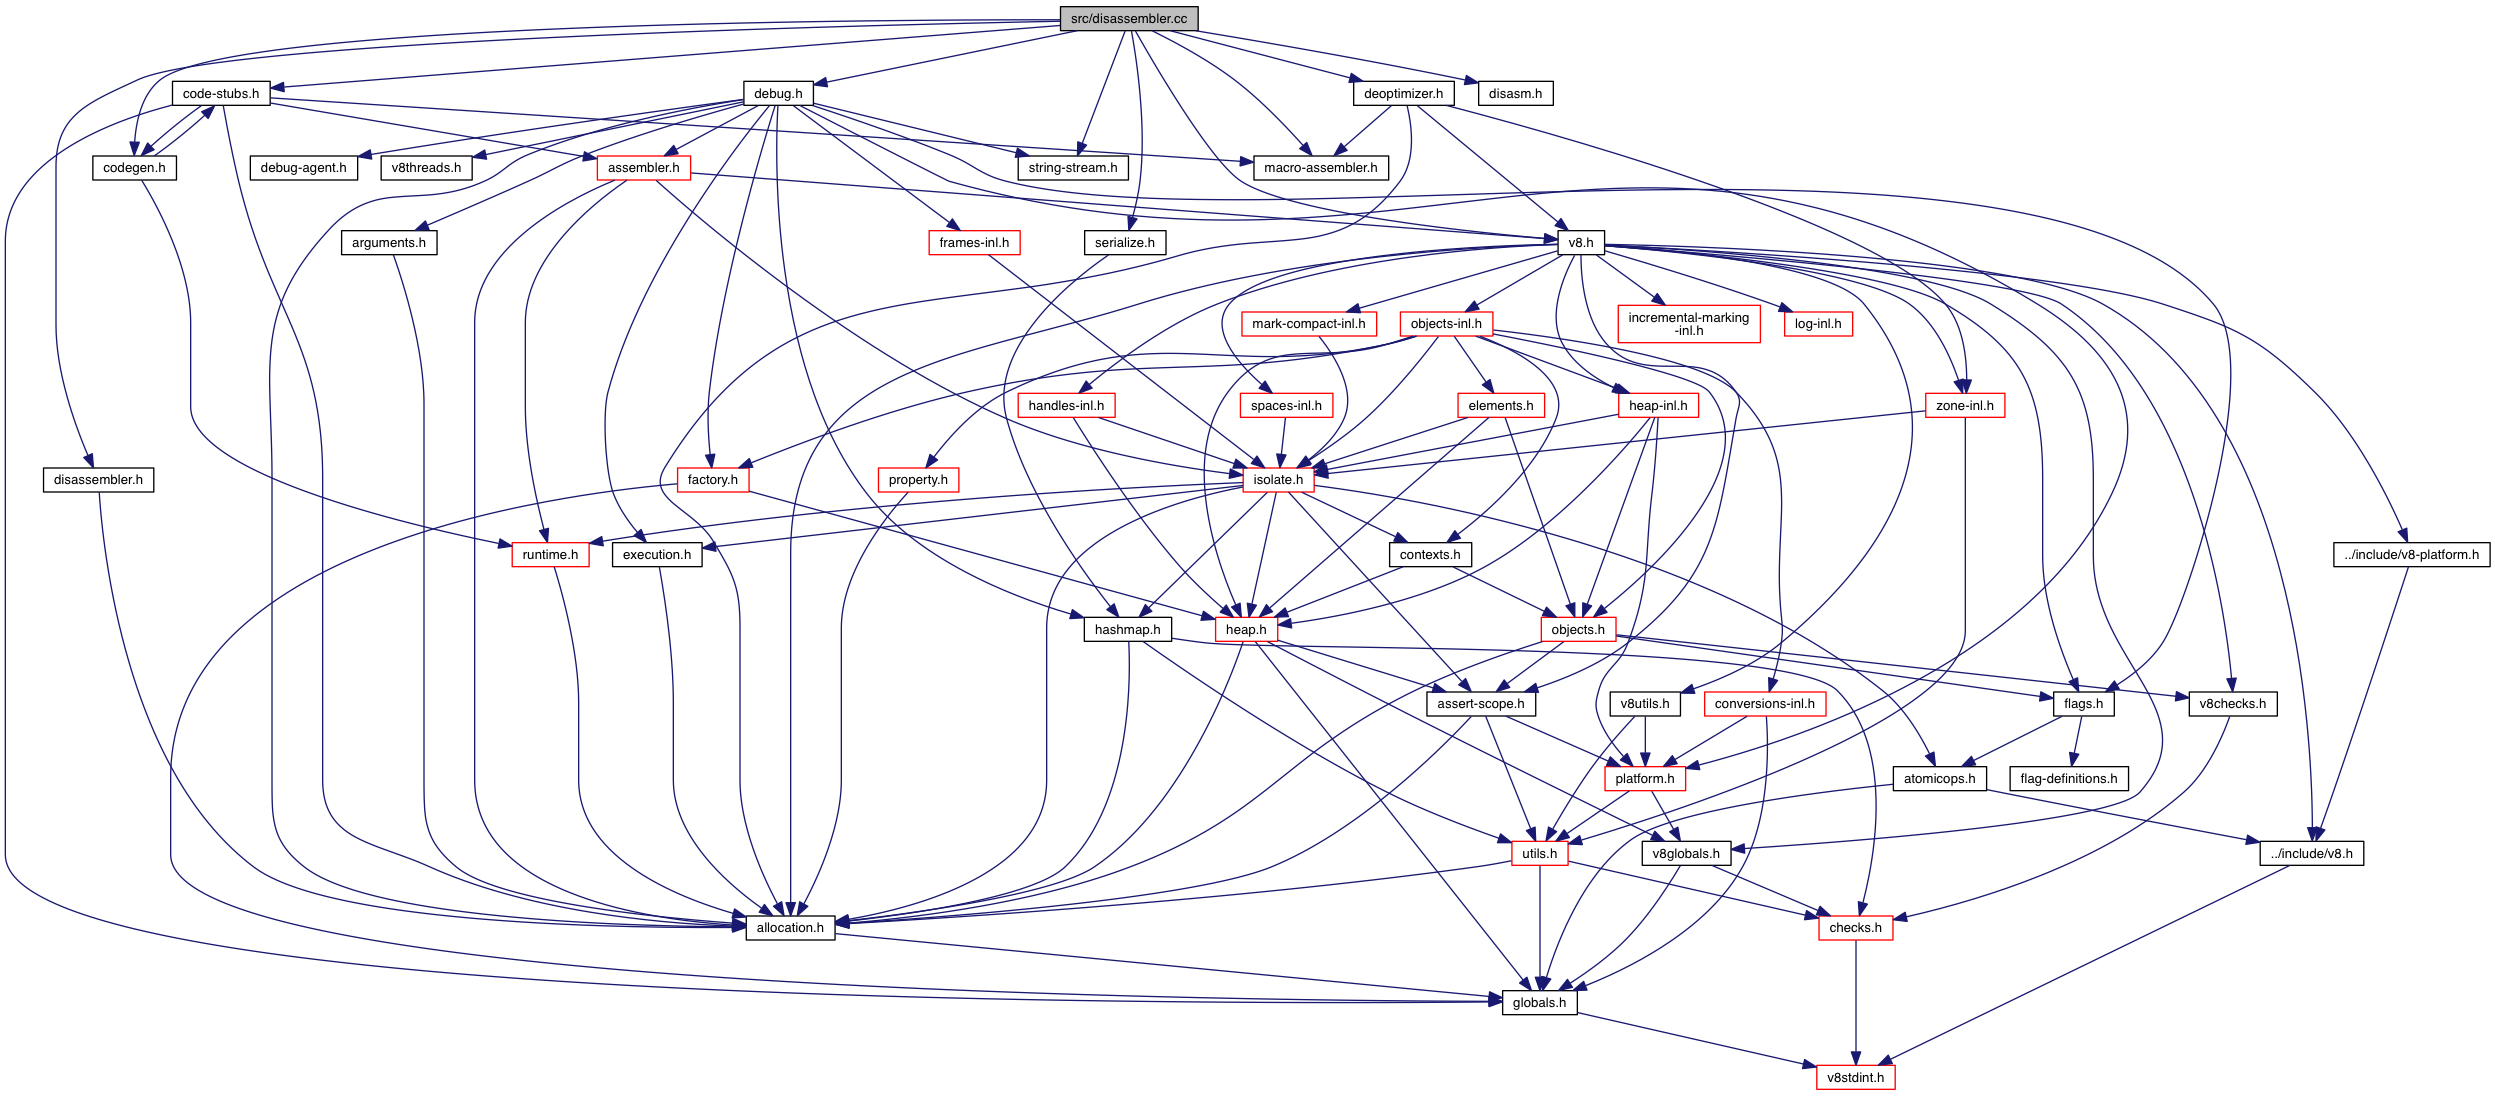 src/disassembler.cc
code-stubs.h
debug.h
deoptimizer.h
disasm.h
codegen.h
debug-agent.h
v8threads.h
assembler.h
string-stream.h
macro-assembler.h
arguments.h
frames-inl.h
serialize.h
v8.h
mark-compact-inl.h
objects-inl.h
incremental-marking
-inl.h
log-inl.h
handles-inl.h
spaces-inl.h
elements.h
heap-inl.h
zone-inl.h
disassembler.h
factory.h
property.h
isolate.h
runtime.h
execution.h
contexts.h
../include/v8-platform.h
hashmap.h
heap.h
objects.h
assert-scope.h
v8utils.h
conversions-inl.h
flags.h
v8checks.h
platform.h
atomicops.h
flag-definitions.h
utils.h
v8globals.h
../include/v8.h
allocation.h
checks.h
globals.h
v8stdint.h